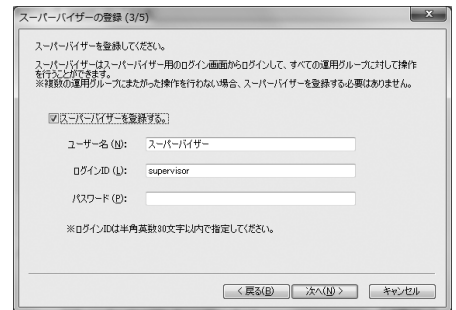 スーパーバイザーの登録 (3/5)
x
スーパーバイザーを登録してください。
スーパーバイザーはスーパーバイザー用のログイン画面からログインして、すべての運用グループに対して操作
を行うことができます。
※複数の運用グループにまたがった操作を行わない場合、スーパーバイザーを登録する必要はありません。
スーパーバイザーを登録する。
ユーザー名 (N):
スーパーバイザー
ログインID (L):
supervisor
パスワード (P):
※ログインIDは半角英数30文字以内で指定してください。
< 戻る(B)
次へ(N) >
キャンセル